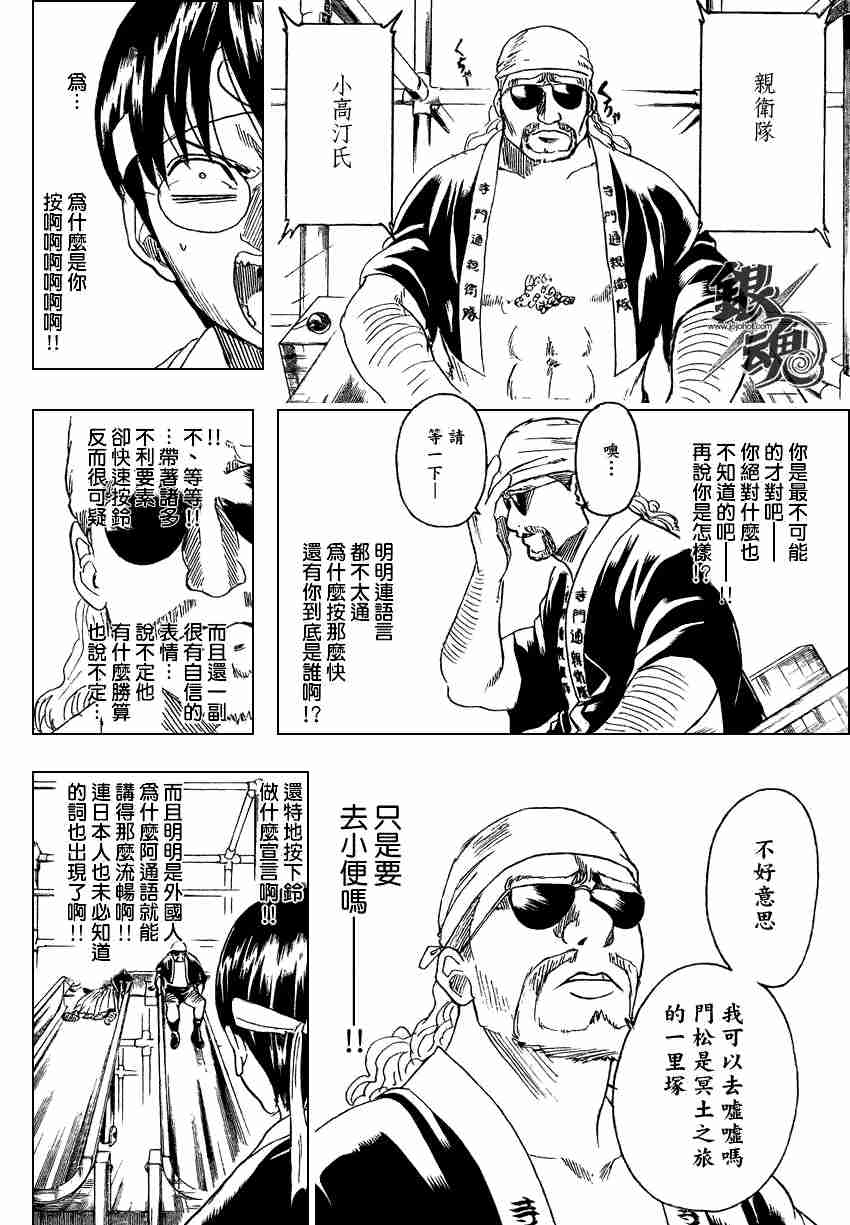 親衛隊
小高汀氏
寺門通親衛隊
寺門通親衛隊
銀魂
www.jojohot.com
為…
為什麼是你
按啊啊啊啊啊啊!!
你是最不可能
的才對吧——
你絕對什麼也
不知道的吧——!!
再說你是怎樣!?
噢…
請
等一下—
寺門通親衛隊
明明連語言
都不太通
為什麼按那麼快
還有你到底是誰啊!?
!!
不、等等!!
…帶著諸多
不利要素
卻快速按鈴
反而很可疑
而且還一副
很有自信的
表情…
說不定他
有什麼勝算
也說不定…
不好意思
我可以去噓噓嗎
門松是冥土之旅
的一里塚
只是要
去小便嗎——!!
寺
還特地按下鈴
做什麼宣言啊!!
而且明明是外國人
為什麼阿通語就能
講得那麼流暢啊!!
連日本人也未必知道
的詞也出現了啊!!